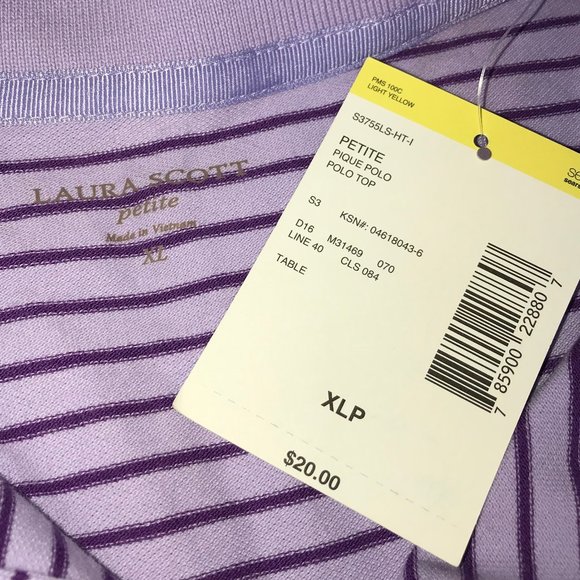 LAURA SCOTT
petite
Made in Vietnam
XL
PMS 100C
LIGHT YELLOW
S3755LS-HT-I
PETITE
PIQUE POLO
POLO TOP
S3 KSN#: 04618043-6
D16 M31469 070
LINE 40 CLS 084
TABLE
7 85900 22880 7
XLP
$20.00